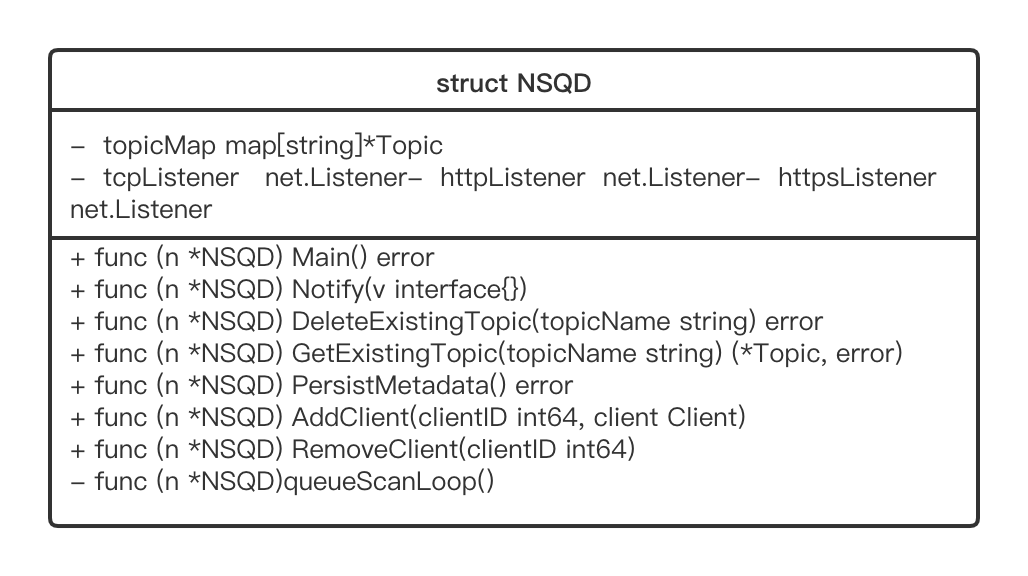 struct NSQD
- topicMap map[string]*Topic
- tcpListener net.Listener- httpListener net.Listener- httpsListener
net.Listener
+ func (n *NSQD) Main() error
+ func (n *NSQD) Notify(v interface{})
+ func (n *NSQD) DeleteExistingTopic(topicName string) error
+ func (n *NSQD) GetExistingTopic(topicName string) (*Topic, error)
+ func (n *NSQD) PersistMetadata() error
+ func (n *NSQD) AddClient(clientID int64, client Client)
+ func (n *NSQD) RemoveClient(clientID int64)
- func (n *NSQD)queueScanLoop()